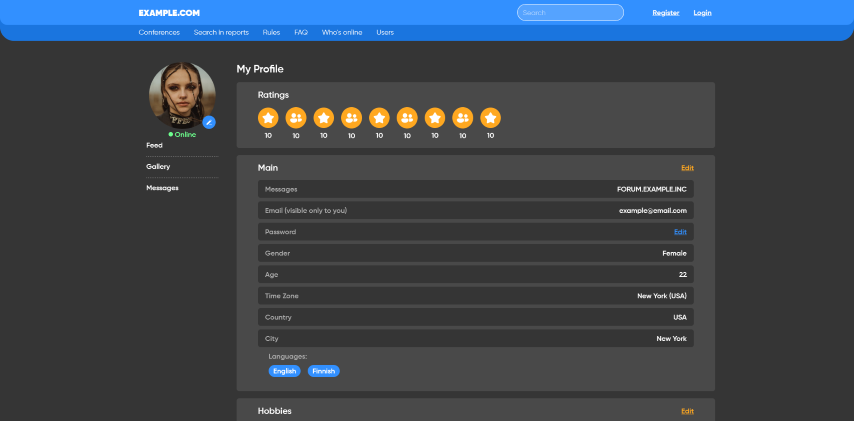 EXAMPLE.COM
Search
Register
Login
Conferences
Search in reports
Rules
FAQ
Who's online
Users
Online
Feed
Gallery
Messages
My Profile
Ratings
10 10 10 10 10 10 10 10 10
Main
Edit
Messages
FORUM.EXAMPLE.INC
Email (visible only to you)
example@email.com
Password
Edit
Gender
Female
Age
22
Time Zone
New York (USA)
Country
USA
City
New York
Languages:
English
Finnish
Hobbies
Edit